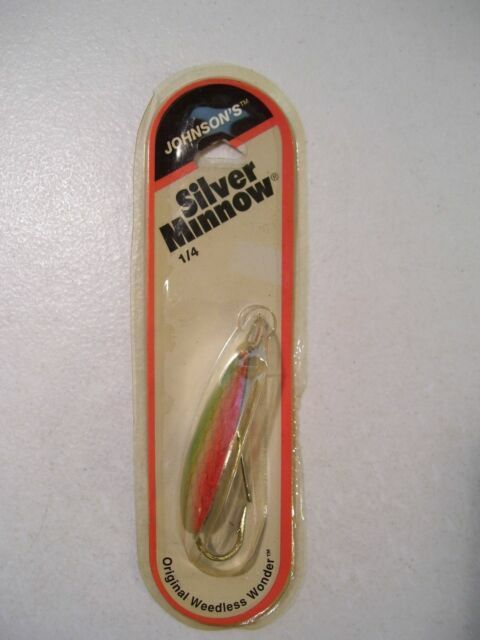 JOHNSON'S™
Silver
Minnow®
1/4
Original Weedless Wonder™